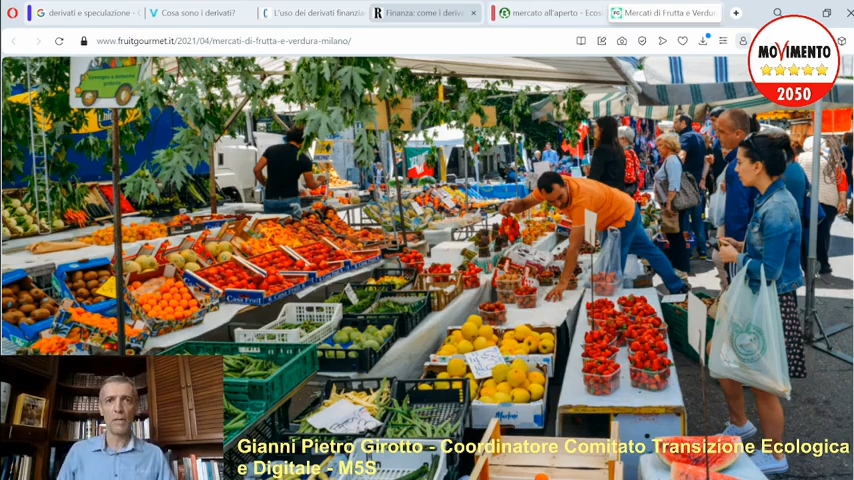 derivati e speculazione - C
Cosa sono i derivati?
L'uso dei derivati finanzia
Finanza: come i deriva
mercato all'aperto - Ecos
Mercati di Frutta e Verdur
www.fruitgourmet.it/2021/04/mercati-di-frutta-e-verdura-milano/
MOVIMENTO
2050
Gianni Pietro Girotto - Coordinatore Comitato Transizione Ecologica
e Digitale - M5S